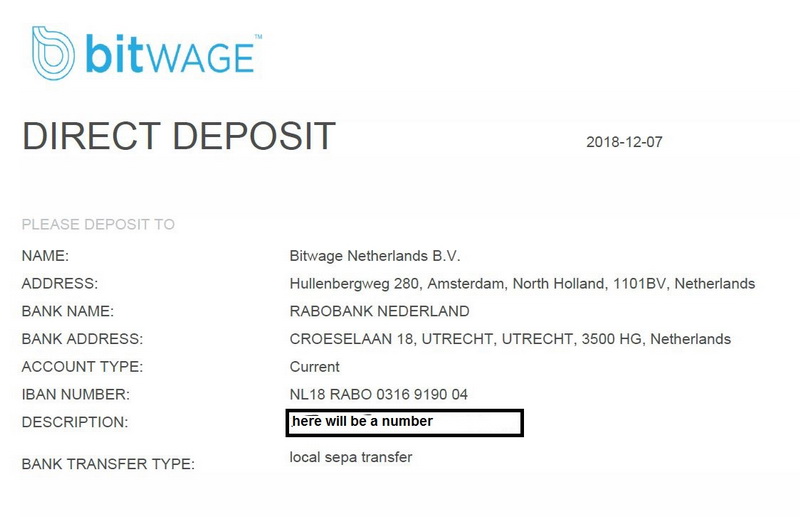 bitWAGE™
DIRECT DEPOSIT 2018-12-07
PLEASE DEPOSIT TO
NAME: Bitwage Netherlands B.V.
ADDRESS: Hullenbergweg 280, Amsterdam, North Holland, 1101BV, Netherlands
BANK NAME: RABOBANK NEDERLAND
BANK ADDRESS: CROESELAAN 18, UTRECHT, UTRECHT, 3500 HG, Netherlands
ACCOUNT TYPE: Current
IBAN NUMBER: NL18 RABO 0316 9190 04
DESCRIPTION: here will be a number
BANK TRANSFER TYPE: local sepa transfer